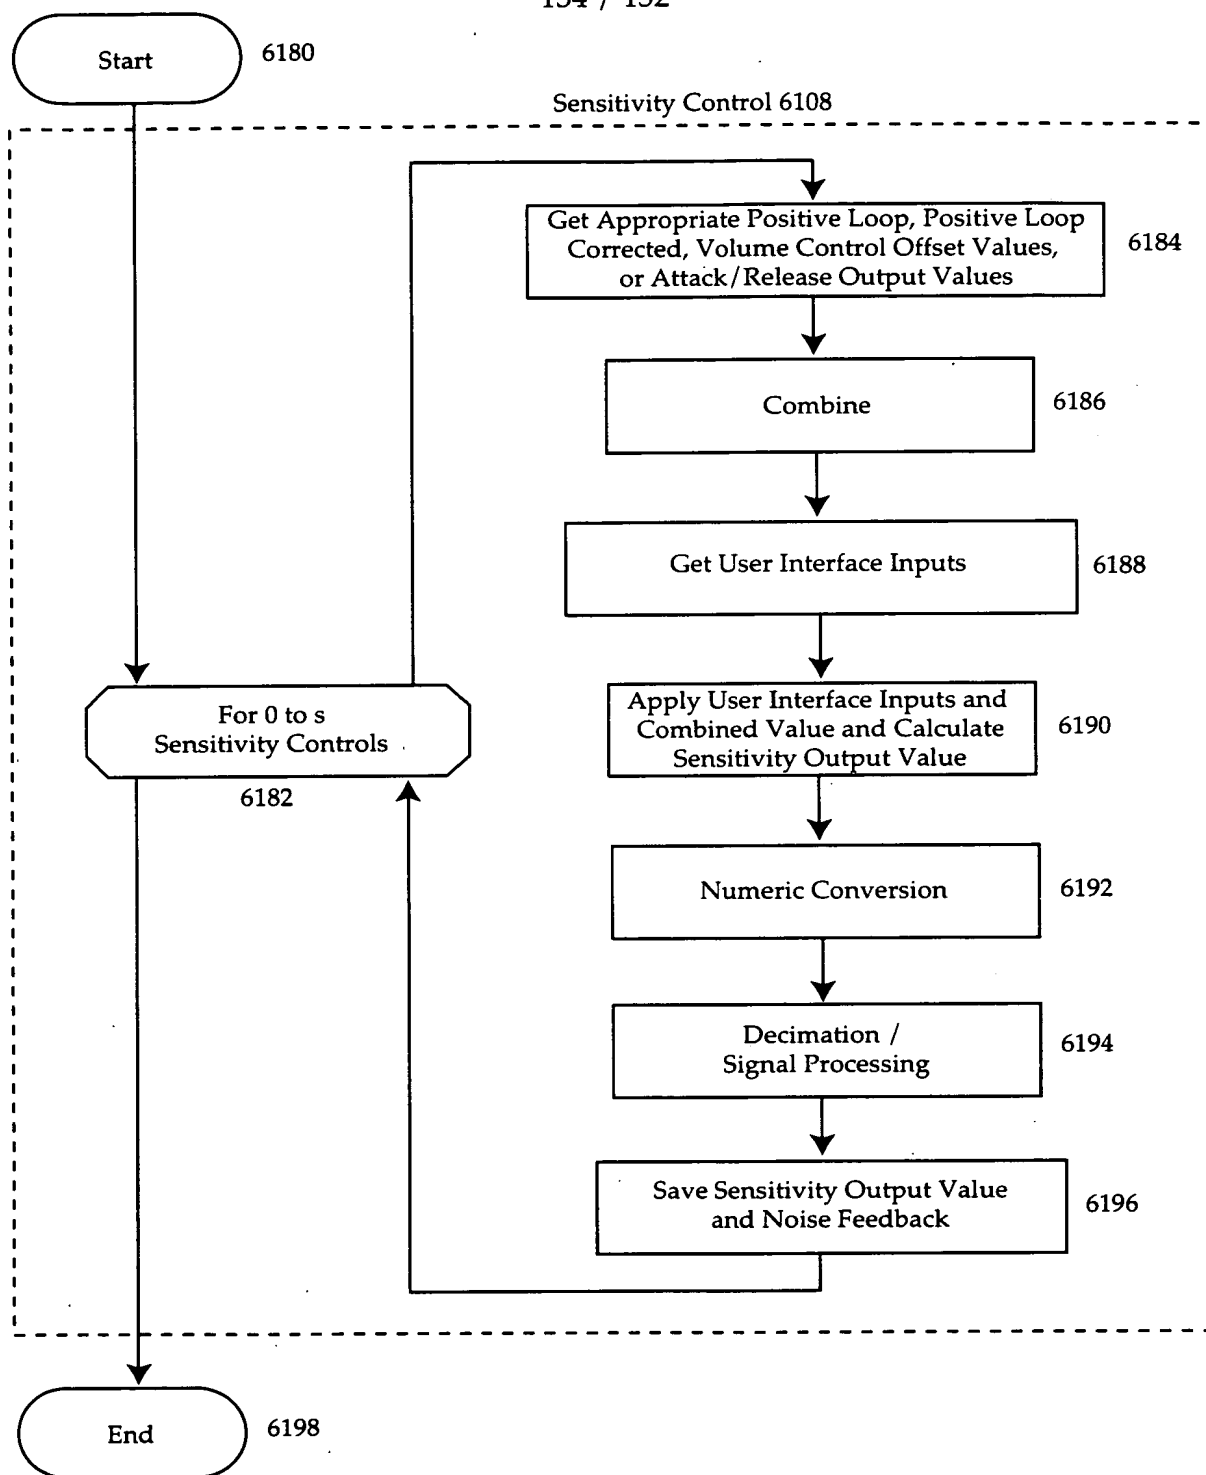 Start
6180
Sensitivity Control 6108
Get Appropriate Positive Loop, Positive Loop
Corrected, Volume Control Offset Values,
or Attack/Release Output Values
6184
Combine
6186
Get User Interface Inputs
6188
For 0 to s
Sensitivity Controls
6182
Apply User Interface Inputs and
Combined Value and Calculate
Sensitivity Output Value
6190
Numeric Conversion
6192
Decimation /
Signal Processing
6194
Save Sensitivity Output Value
and Noise Feedback
6196
End
6198